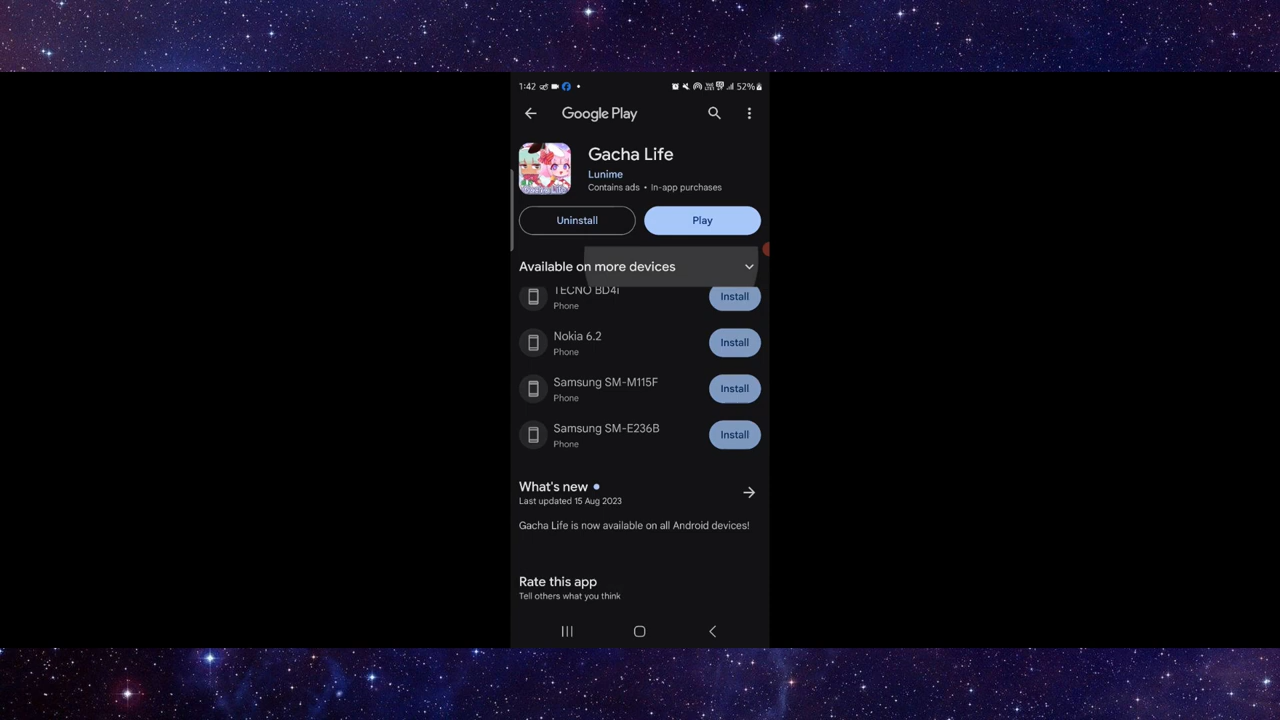 1:42
52%
Google Play
Gacha Life
Lunime
Contains ads • In-app purchases
Uninstall
Play
Available on more devices
TECNO BD4i
Phone
Install
Nokia 6.2
Phone
Install
Samsung SM-M115F
Phone
Install
Samsung SM-E236B
Phone
Install
What's new
Last updated 15 Aug 2023
Gacha Life is now available on all Android devices!
Rate this app
Tell others what you think